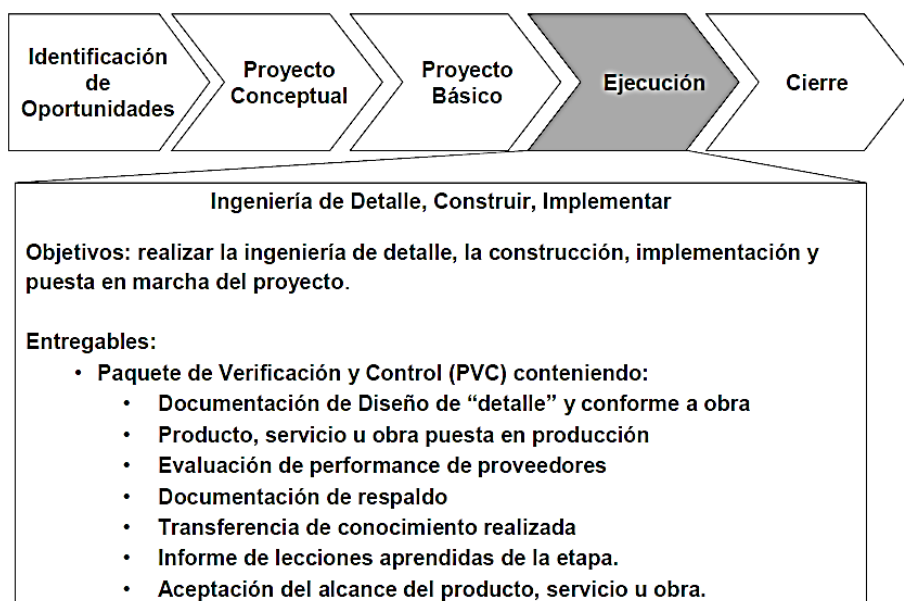 Identificación
de
Oportunidades
Proyecto
Conceptual
Proyecto
Básico
Ejecución
Cierre
Ingeniería de Detalle, Construir, Implementar
Objetivos: realizar la ingeniería de detalle, la construcción, implementación y
puesta en marcha del proyecto.
Entregables:
• Paquete de Verificación y Control (PVC) conteniendo:
• Documentación de Diseño de “detalle” y conforme a obra
• Producto, servicio u obra puesta en producción
• Evaluación de performance de proveedores
• Documentación de respaldo
• Transferencia de conocimiento realizada
• Informe de lecciones aprendidas de la etapa.
• Aceptación del alcance del producto, servicio u obra.